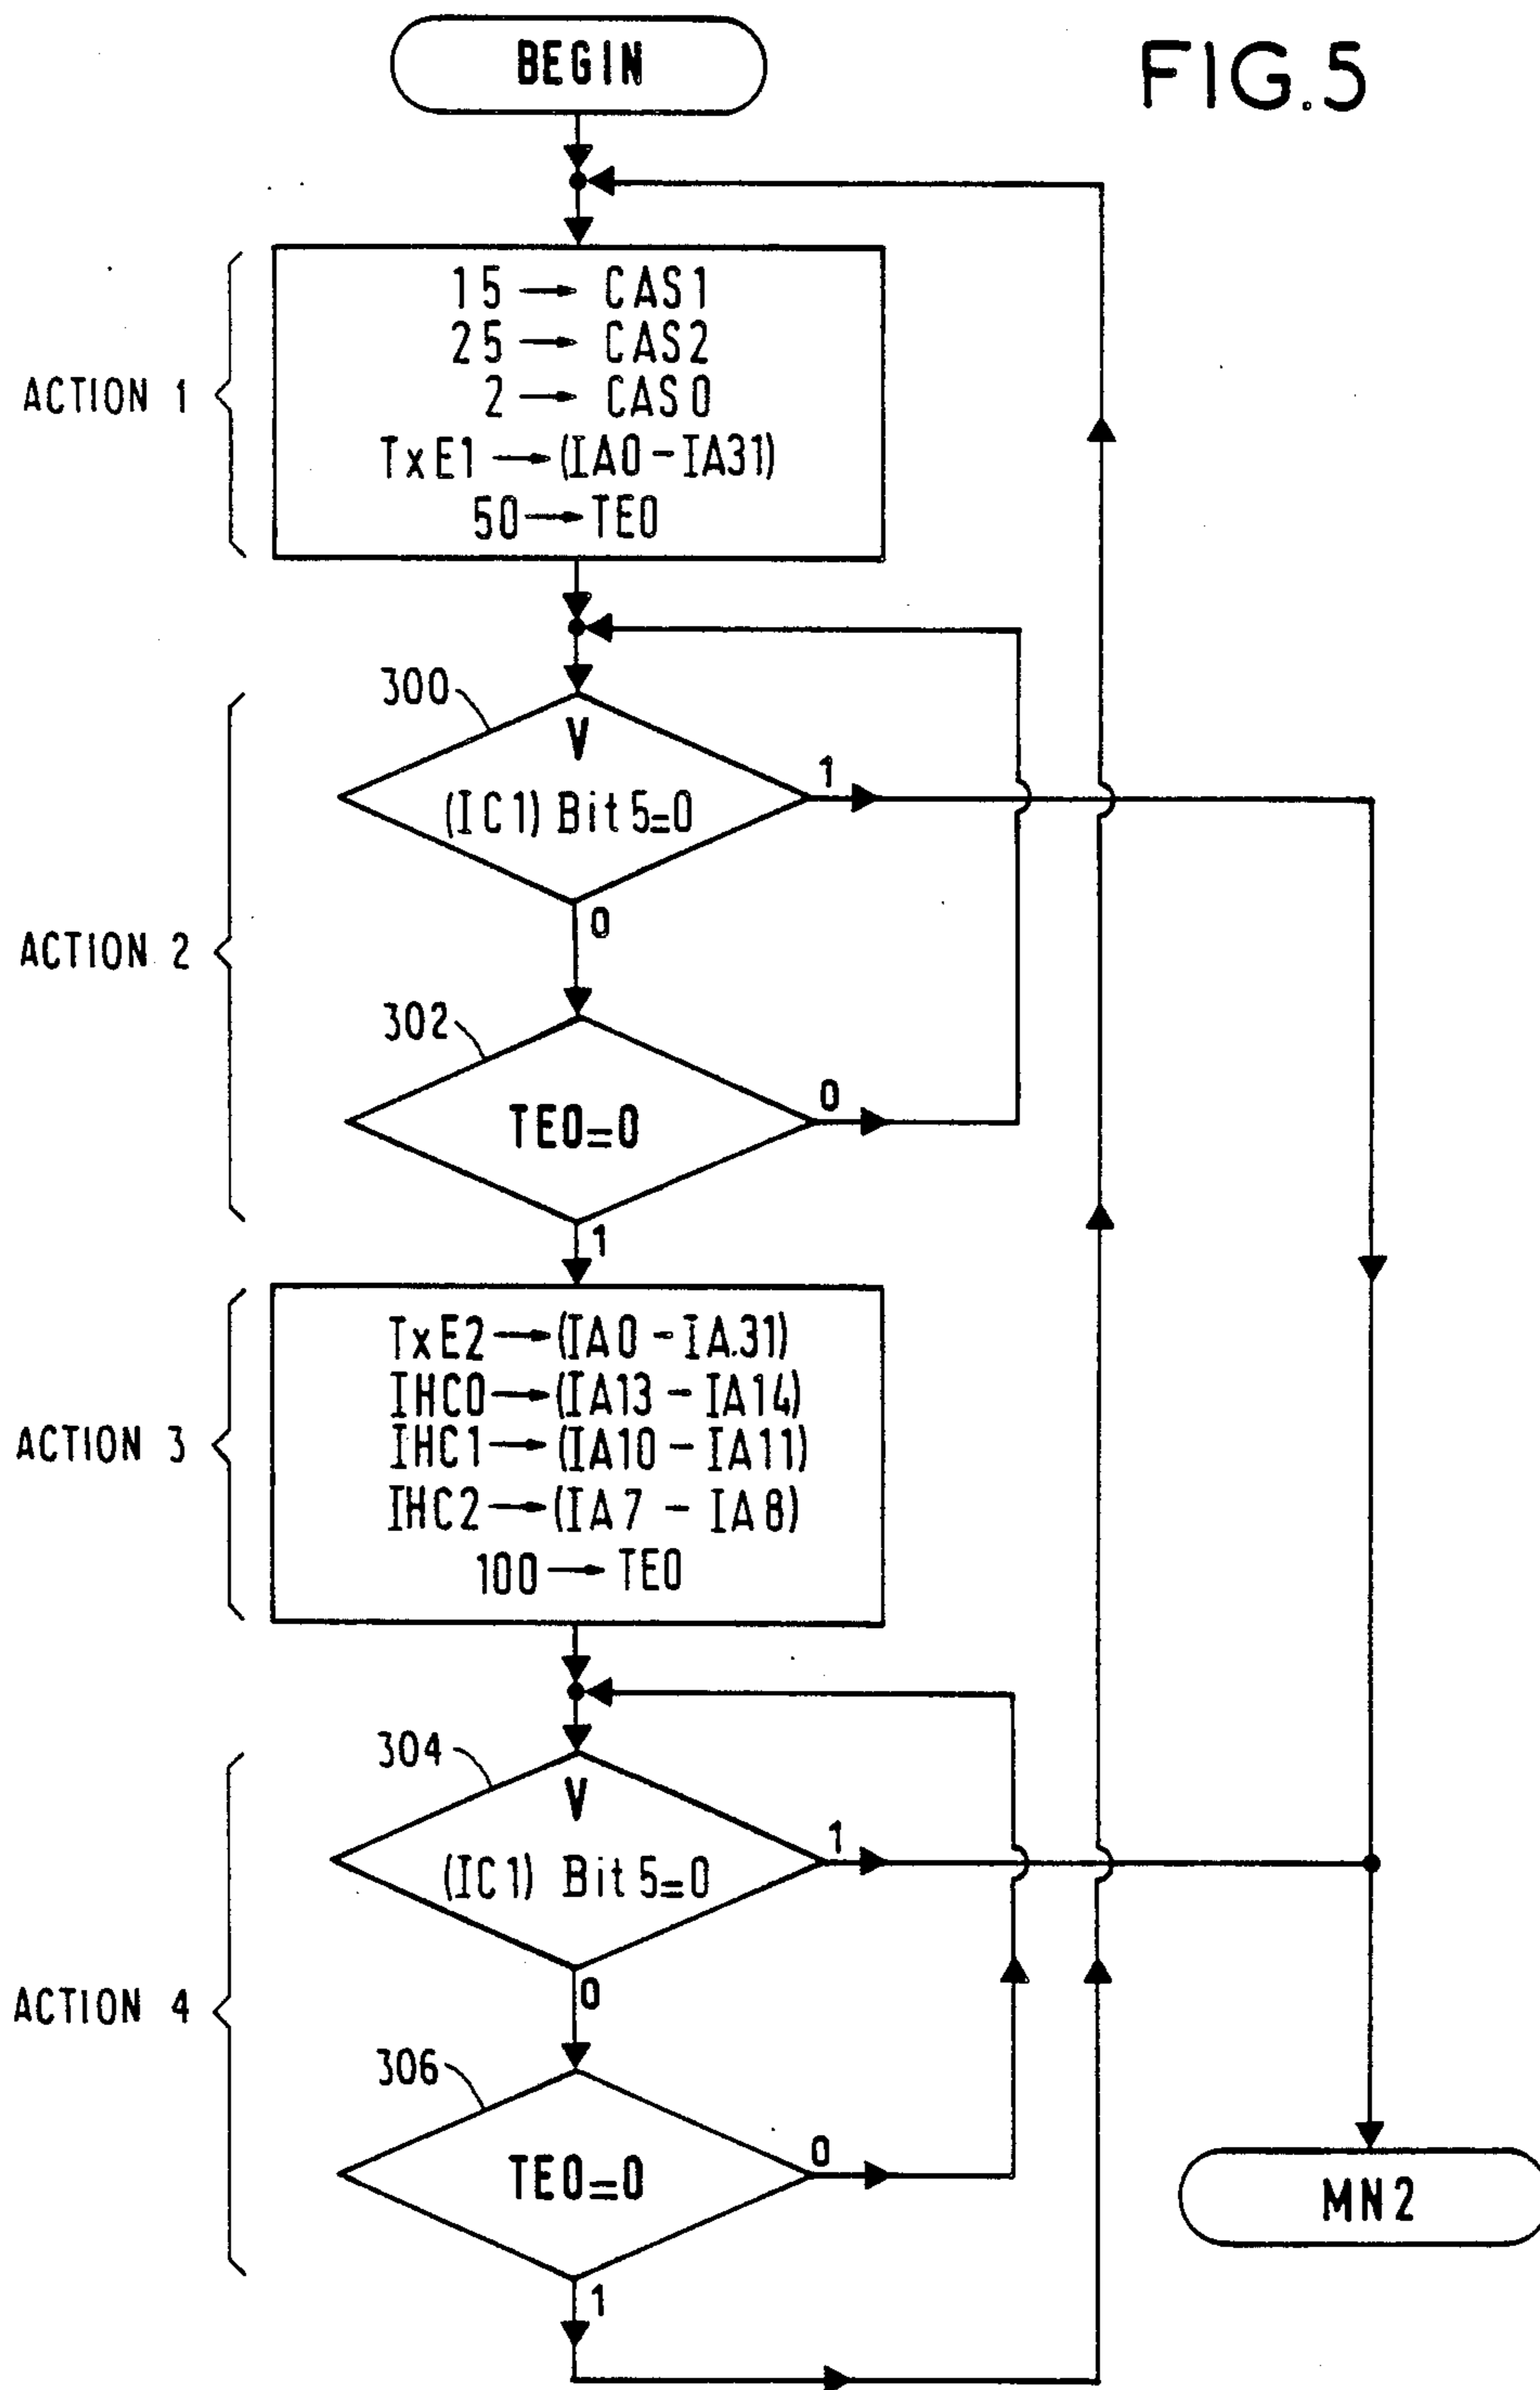 FIG.5
BEGIN
15 → CAS1
25 → CAS2
2 → CAS0
TxE1 → (IA0 – IA31)
50 → TE0
ACTION 1
300
V
(IC1) Bit 5=0
1
0
ACTION 2
302
TE0=0
0
1
TxE2 → (IA0 – IA.31)
IHC0 → (IA13 – IA14)
IHC1 → (IA10 – IA11)
IHC2 → (IA7 – IA8)
100 → TE0
ACTION 3
304
V
(IC1) Bit 5=0
1
0
ACTION 4
306
TE0=0
0
1
MN2